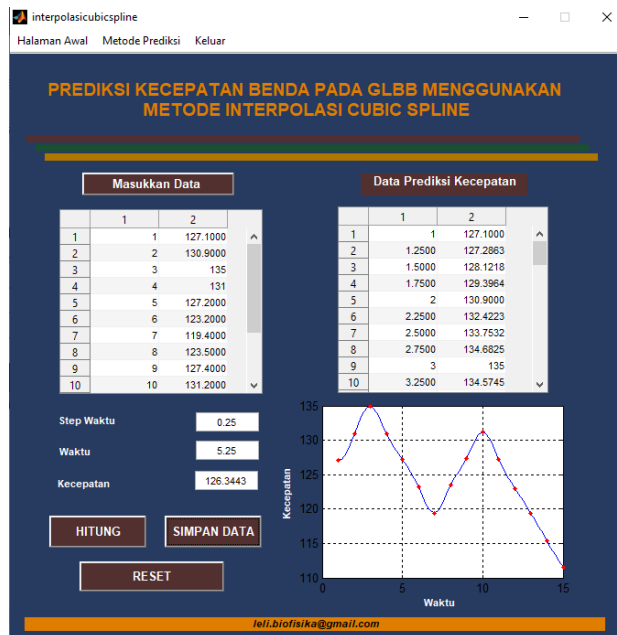 interpolasicubicspline
Halaman Awal Metode Prediksi Keluar
PREDIKSI KECEPATAN BENDA PADA GLBB MENGGUNAKAN
METODE INTERPOLASI CUBIC SPLINE
Masukkan Data
1 2
1 1 127.1000
2 2 130.9000
3 3 135
4 4 131
5 5 127.2000
6 6 123.2000
7 7 119.4000
8 8 123.5000
9 9 127.4000
10 10 131.2000
Data Prediksi Kecepatan
1 2
1 1 127.1000
2 1.2500 127.2863
3 1.5000 128.1218
4 1.7500 129.3964
5 2 130.9000
6 2.2500 132.4223
7 2.5000 133.7532
8 2.7500 134.6825
9 3 135
10 3.2500 134.5745
Step Waktu 0.25
Waktu 5.25
Kecepatan 126.3443
HITUNG SIMPAN DATA
RESET
135
130
125
120
115
110
0 5 10 15
Kecepatan
Waktu
leli.biofisika@gmail.com